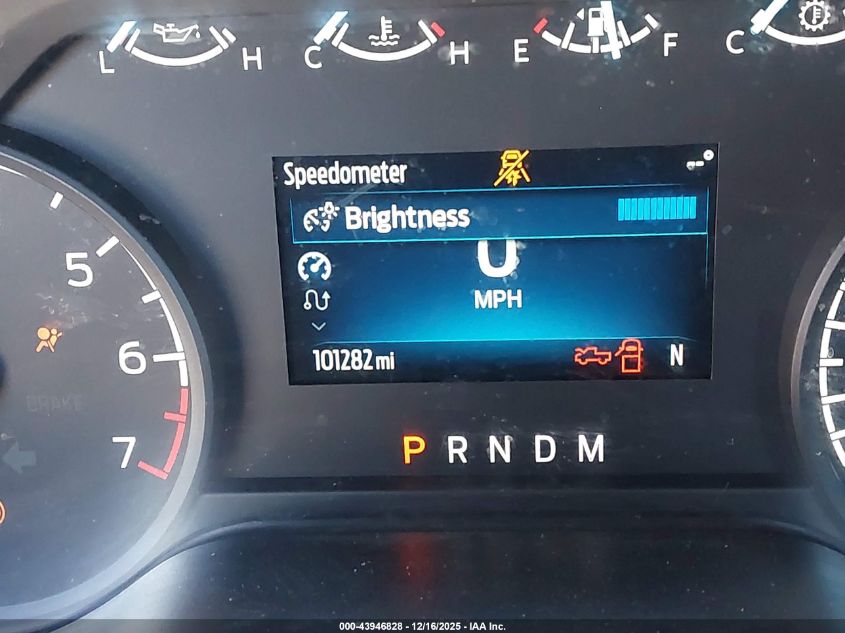 L H C H E F C
Speedometer
Brightness
0
MPH
5
6
7
BRAKE
101282 mi N
P R N D M
000-43946828 - 12/16/2025 - IAA Inc.